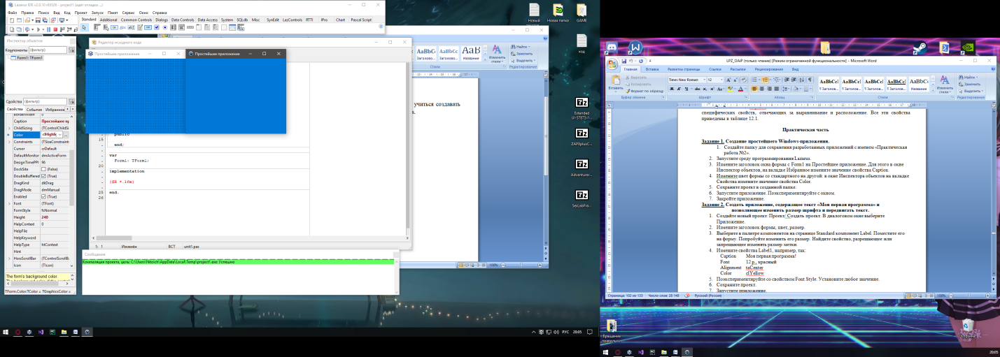 Lazarus IDE v2.0.10 r63526 - project1 (идёт отладка ...)
Файл Правка Поиск Вид Код Проект Запуск Пакет Сервис Окно Справка
Standard Additional Common Controls Dialogs Data Controls Data Access System SQLdb Misc SynEdit LazControls RTTI IPro Chart Pascal Script
Инспектор объектов
Компоненты (фильтр)
Form1: TForm1
Свойства (фильтр)
Свойства События Избранное
BorderWidth 0
Caption Простейшее пр
ChildSizing (TControlChildSi
Color clHighlig
Constraints (TSizeConstraint
Cursor crDefault
DefaultMonitor dmActiveForm
DesignTimePPI 96
DockSite (False)
DoubleBuffered (True)
DragKind dkDrag
DragMode dmManual
Enabled (True)
Font (TFont)
FormStyle fsNormal
Height 240
HelpContext 0
HelpFile
HelpKeyword
HelpType htContext
Hint
HorzScrollBar (TControlScrollB
Icon (TIcon)
The form's background color
TForm.Color:TColor = TGraphicsColor =
Редактор исходного кода
Простейшее приложение
Простейшее приложение
public
15
end;
var
Form1: TForm1;
20
implementation
{$R *.lfm}
25 end.
26
1: 1 Изменён ВСТ unit1.pas
Сообщения
Компиляция проекта, цель: C:\Users\Nitoich\AppData\Local\Temp\project1.exe: Успешно
AaBbCc AaBbCc AaB
Заголово... Заголово... Название
Изменить стили
Стили
Найти
Заменить
Выделить
Редактирование
учиться создавать
s.
100%
Новый
Новая папка
GAME
код
Extended
ZAP3plusC...
Adventurer...
SexLabFra...
РУС 20:05
LPZ_OAiP (только чтение) [Режим ограниченной функциональности] - Microsoft Word
Главная Вставка Разметка страницы Ссылки Рассылки Рецензирование Вид
Вставить
Вырезать
Копировать
Формат по образцу
Буфер обмена
Times New Roman 12
Шрифт
Абзац
AaBbCcI AaBbCcI AaBbCcI AaBbCcI AaBbC
Заголов... Заголов... Заголов... Заголов... Название
Изменить стили
Стили
Найти
Заменить
Выделить
Редактирование
специфических свойств, отвечающих за выравнивание и расположение. Все эти свойства
приведены в таблице 12.1.
Практическая часть
Задание 1. Создание простейшего Windows-приложения.
1. Создайте папку для сохранения разработанных приложений с именем «Практическая
работа №2».
2. Запустите среду программирования Lazarus.
3. Измените заголовок окна формы с Form1 на Простейшее приложение. Для этого в окне
Инспектор объектов, на вкладке Избранное измените значение свойства Caption.
4. Измените цвет формы со стандартного на другой: в окне Инспектора объектов на вкладке
Свойства измените значение свойства Color.
5. Сохраните проект в созданной папке.
6. Запустите приложение. Поэкспериментируйте с окном.
7. Закройте приложение.
Задание 2. Создать приложение, содержащее текст «Моя первая программа» и
позволяющее изменять размер шрифта и передвигать текст.
1. Создайте новый проект: Проект/ Создать проект. В диалоговом окне выберите
Приложение.
2. Измените заголовок формы, цвет, размер.
3. Выберите в палитре компонентов на странице Standard компонент Label. Поместите его
на форму. Попробуйте изменить его размер. Найдите свойство, разрешающее или
запрещающее изменять размер метки.
4. Измените свойства Label1, например, так:
Caption Моя первая программа!
Font 12 р., красный
Alignment taCenter
Color clYellow
5. Поэкспериментируйте со свойством Font Style. Установите любое значение.
6. Сохраните проект.
7. Запустите приложение.
Страница: 102 из 133 Число слов: 28 148 Русский (Россия) 100%
Вращение
правильн...
Корзина
20:05